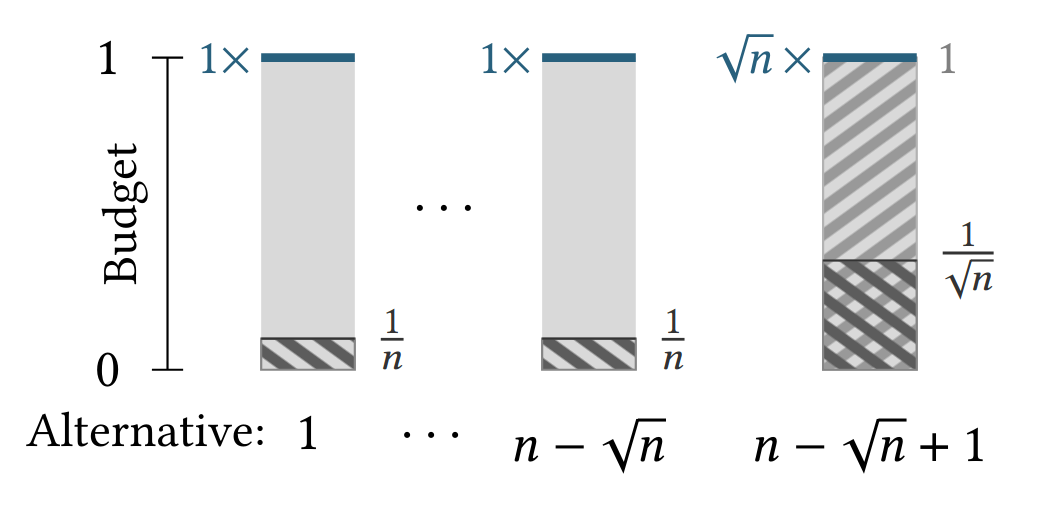 1 1× 1× √n × 1
Budget
· · ·
1/√n
1/n 1/n
0
Alternative: 1 · · · n − √n n − √n + 1